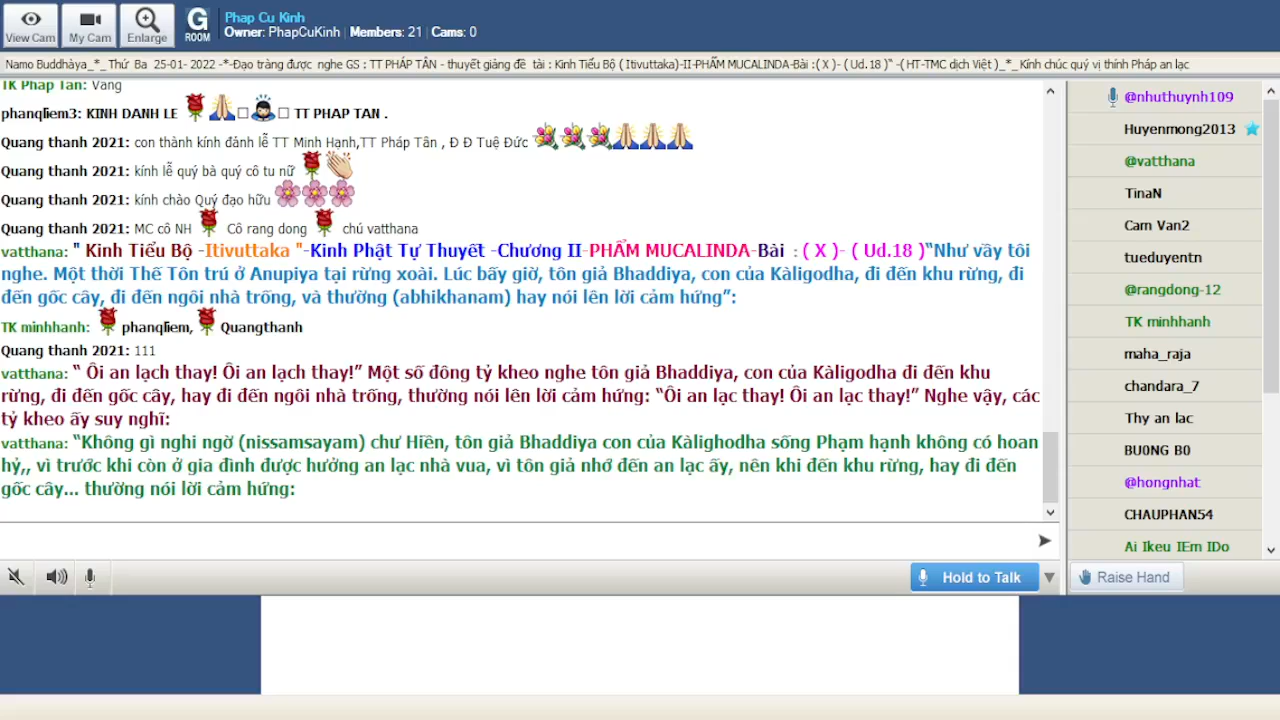 View Cam
My Cam
Enlarge
G
ROOM
Phap Cu Kinh
Owner: PhapCuKinh | Members: 21 | Cams: 0
Namo Buddhàya_*_ Thứ Ba 25-01- 2022 -*-Đạo tràng được nghe GS : TT PHÁP TÂN - thuyết giảng đề tài : Kinh Tiểu Bộ ( Itivuttaka)-II-PHẨM MUCALINDA-Bài :( X )- ( Ud.18 )“ -( HT-TMC dịch Việt )_*_ Kính chúc quý vị thính Pháp an lạc
TK Phap Tan: Vang
phanqliem3: KINH DANH LE TT PHAP TAN .
Quang thanh 2021: con thành kính đảnh lễ TT Minh Hạnh,TT Pháp Tân , Đ Đ Tuệ Đức
Quang thanh 2021: kính lễ quý bà quý cô tu nữ
Quang thanh 2021: kính chào Quý đạo hữu
Quang thanh 2021: MC cô NH Cô rang dong chú vatthana
vatthana: " Kinh Tiểu Bộ -Itivuttaka "-Kinh Phật Tự Thuyết -Chương II-PHẨM MUCALINDA-Bài : ( X )- ( Ud.18 )“Như vầy tôi
nghe. Một thời Thế Tôn trú ở Anupiya tại rừng xoài. Lúc bấy giờ, tôn giả Bhaddiya, con của Kàligodha, đi đến khu rừng, đi
đến gốc cây, đi đến ngôi nhà trống, và thường (abhikhanam) hay nói lên lời cảm hứng”:
TK minhhanh: phanqliem, Quangthanh
Quang thanh 2021: 111
vatthana: “ Ôi an lạch thay! Ôi an lạch thay!” Một số đông tỷ kheo nghe tôn giả Bhaddiya, con của Kàligodha đi đến khu
rừng, đi đến gốc cây, hay đi đến ngôi nhà trống, thường nói lên lời cảm hứng: “Ôi an lạc thay! Ôi an lạc thay!” Nghe vậy, các
tỷ kheo ấy suy nghĩ:
vatthana: “Không gì nghi ngờ (nissamsayam) chư Hiền, tôn giả Bhaddiya con của Kàlighodha sống Phạm hạnh không có hoan
hỷ,, vì trước khi còn ở gia đình được hưởng an lạc nhà vua, vì tôn giả nhớ đến an lạc ấy, nên khi đến khu rừng, hay đi đến
gốc cây... thường nói lời cảm hứng:
Hold to Talk
@nhuthuynh109
Huyenmong2013
@vatthana
TinaN
Cam Van2
tueduyentn
@rangdong-12
TK minhhanh
maha_raja
chandara_7
Thy an lac
BU0NG B0
@hongnhat
CHAUPHAN54
Ai Ikeu IEm IDo
Raise Hand